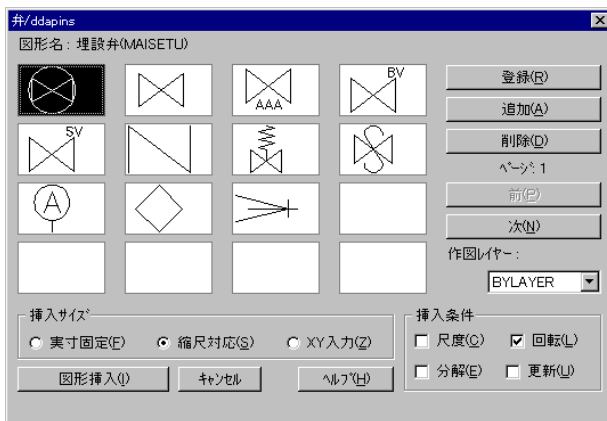 弁/ddapins
図形名 : 埋設弁(MAISETU)
BV
AAA
SV
A
登録(R)
追加(A)
削除(D)
ﾍﾟｰｼﾞ: 1
前(P)
次(N)
作図ﾚｲﾔｰ :
BYLAYER
挿入ｻｲｽﾞ
実寸固定(F)
縮尺対応(S)
XY入力(Z)
挿入条件
尺度(C)
回転(L)
分解(E)
更新(U)
図形挿入(I)
ｷｬﾝｾﾙ
ﾍﾙﾌﾟ(H)